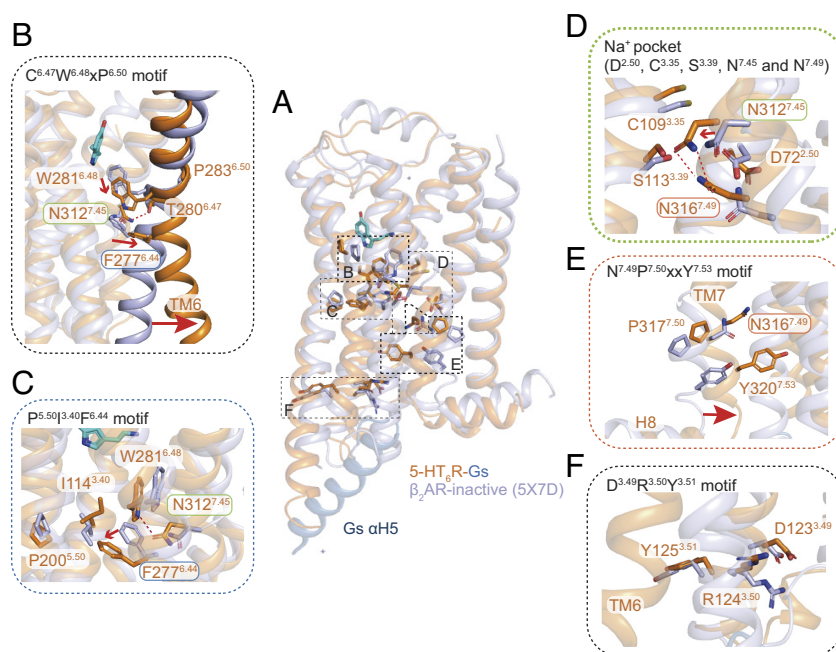 B
C⁶·⁴⁷W⁶·⁴⁸xP⁶·⁵⁰ motif
W281⁶·⁴⁸
P283⁶·⁵⁰
N312⁷·⁴⁵
T280⁶·⁴⁷
F277⁶·⁴⁴
TM6
C
P⁵·⁵⁰I³·⁴⁰F⁶·⁴⁴ motif
W281⁶·⁴⁸
I114³·⁴⁰
N312⁷·⁴⁵
P200⁵·⁵⁰
F277⁶·⁴⁴
A
B
D
C
E
F
5-HT₆R-Gs
β₂AR-inactive (5X7D)
Gs αH5
D
Na⁺ pocket
(D²·⁵⁰, C³·³⁵, S³·³⁹, N⁷·⁴⁵ and N⁷·⁴⁹)
C109³·³⁵
N312⁷·⁴⁵
D72²·⁵⁰
S113³·³⁹
N316⁷·⁴⁹
E
N⁷·⁴⁹P⁷·⁵⁰xxY⁷·⁵³ motif
TM7
P317⁷·⁵⁰
N316⁷·⁴⁹
Y320⁷·⁵³
H8
F
D³·⁴⁹R³·⁵⁰Y³·⁵¹ motif
D123³·⁴⁹
Y125³·⁵¹
R124³·⁵⁰
TM6